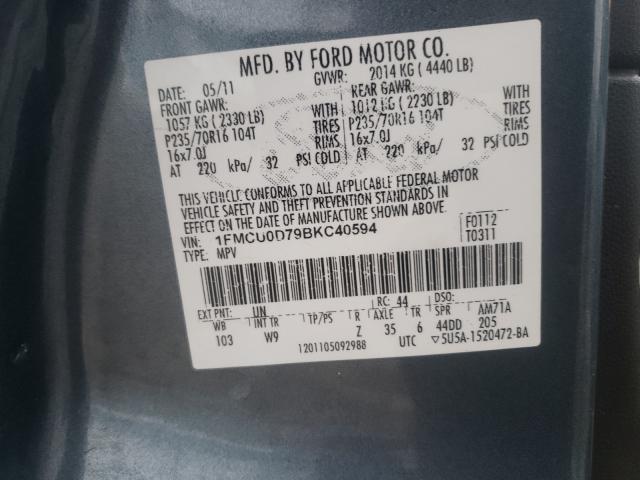 MFD. BY FORD MOTOR CO.
DATE: 05/11 GVWR: 2014 KG ( 4440 LB)
FRONT GAWR: REAR GAWR:
1057 KG ( 2330 LB) WITH 1012 KG ( 2230 LB) WITH
P235/70R16 104T TIRES P235/70R16 104T TIRES
16x7.0J RIMS 16x7.0J RIMS
AT 220 kPa/ 32 PSI COLD AT 220 kPa/ 32 PSI COLD
THIS VEHICLE CONFORMS TO ALL APPLICABLE FEDERAL MOTOR
VEHICLE SAFETY AND THEFT PREVENTION STANDARDS IN
EFFECT ON THE DATE OF MANUFACTURE SHOWN ABOVE.
VIN: 1FMCU0D79BKC40594 F0112
TYPE: MPV T0311
EXT PNT: UN RC: 44 DSO:
WB INT TR TP/PS R AXLE TR SPR AM71A
103 W9 Z 35 6 44DD 205
1201105092988 UTC ▽5U5A-1520472-BA